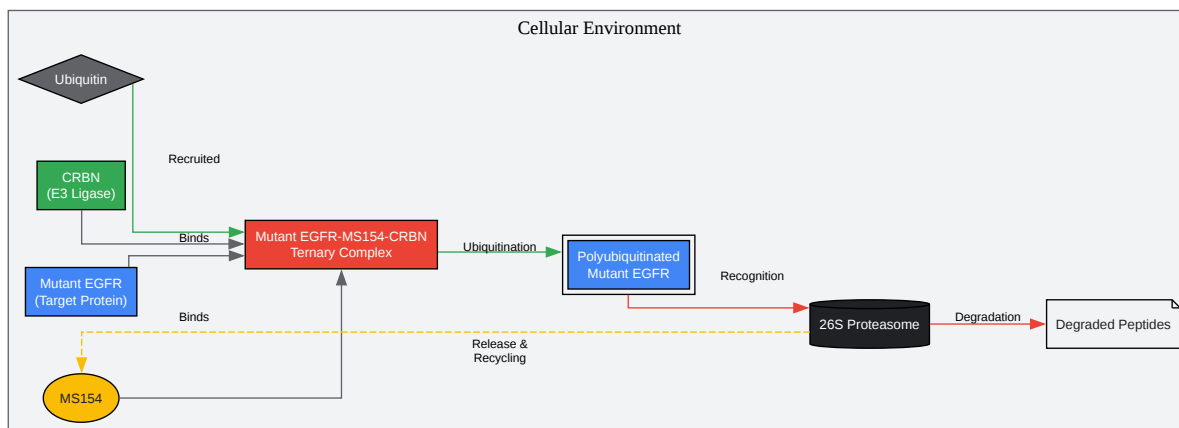 Cellular Environment
Ubiquitin
Recruited
CRBN
(E3 Ligase)
Binds
Mutant EGFR-MS154-CRBN
Ternary Complex
Ubiquitination
Polyubiquitinated
Mutant EGFR
Recognition
Mutant EGFR
(Target Protein)
Binds
26S Proteasome
Degradation
Degraded Peptides
Release &
Recycling
MS154